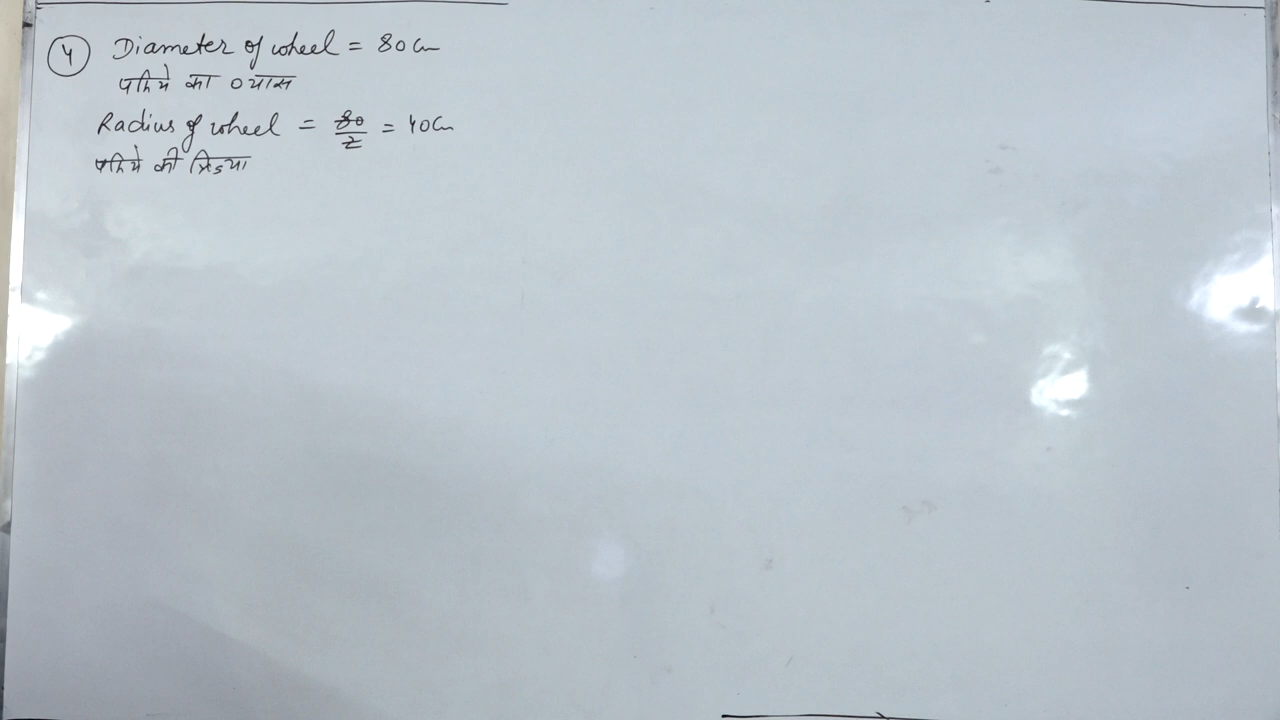 ④ Diameter of wheel = 80 cm
पहिये का व्यास
Radius of wheel = 80/2 = 40 cm
पहिये की त्रिज्या